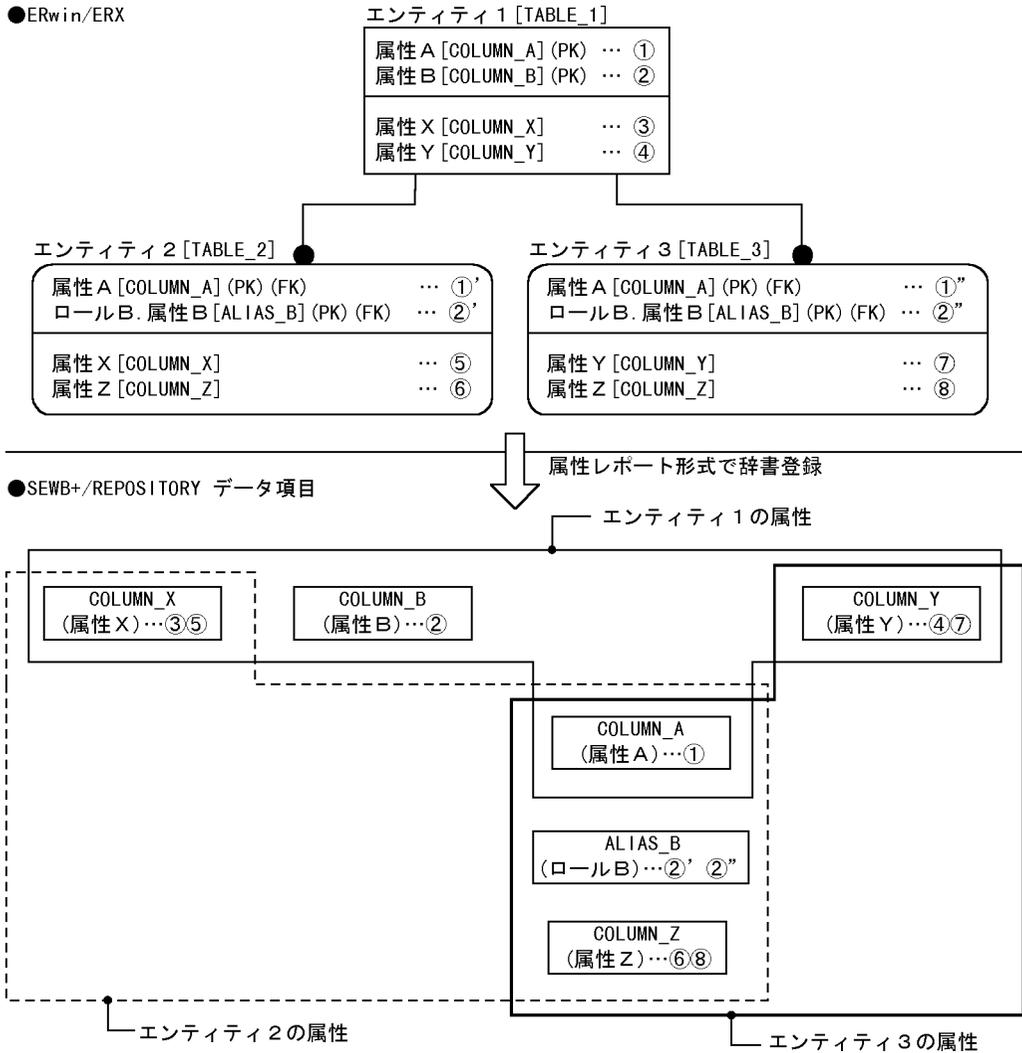 ●ERwin/ERX
エンティティ1[TABLE_1]
属性A[COLUMN_A](PK) … ①
属性B[COLUMN_B](PK) … ②
属性X[COLUMN_X] … ③
属性Y[COLUMN_Y] … ④
エンティティ2[TABLE_2]
属性A[COLUMN_A](PK)(FK) … ①’
ロールB.属性B[ALIAS_B](PK)(FK) … ②’
属性X[COLUMN_X] … ⑤
属性Z[COLUMN_Z] … ⑥
エンティティ3[TABLE_3]
属性A[COLUMN_A](PK)(FK) … ①”
ロールB.属性B[ALIAS_B](PK)(FK) … ②”
属性Y[COLUMN_Y] … ⑦
属性Z[COLUMN_Z] … ⑧
属性レポート形式で辞書登録
●SEWB+/REPOSITORY データ項目
エンティティ1の属性
COLUMN_X
(属性X)…③⑤
COLUMN_B
(属性B)…②
COLUMN_Y
(属性Y)…④⑦
COLUMN_A
(属性A)…①
ALIAS_B
(ロールB)…②’ ②”
COLUMN_Z
(属性Z)…⑥⑧
エンティティ2の属性
エンティティ3の属性